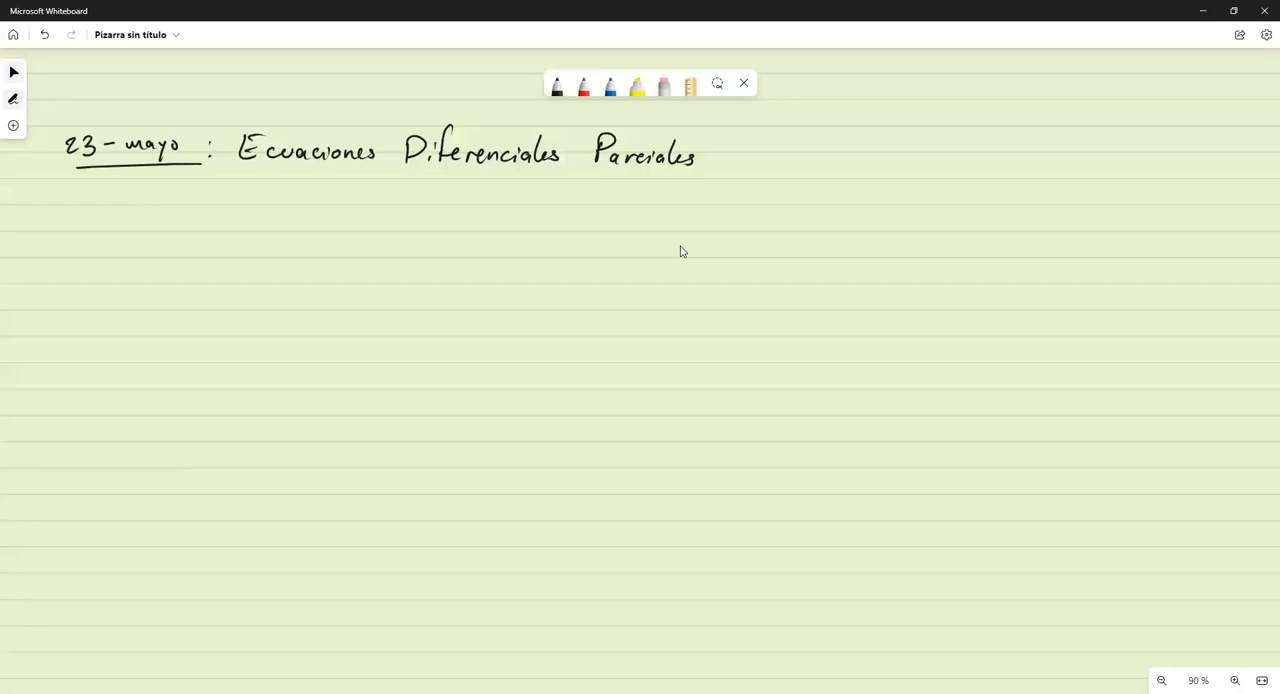 Microsoft Whiteboard
Pizarra sin título
23-mayo : Ecuaciones Diferenciales Parciales
90 %